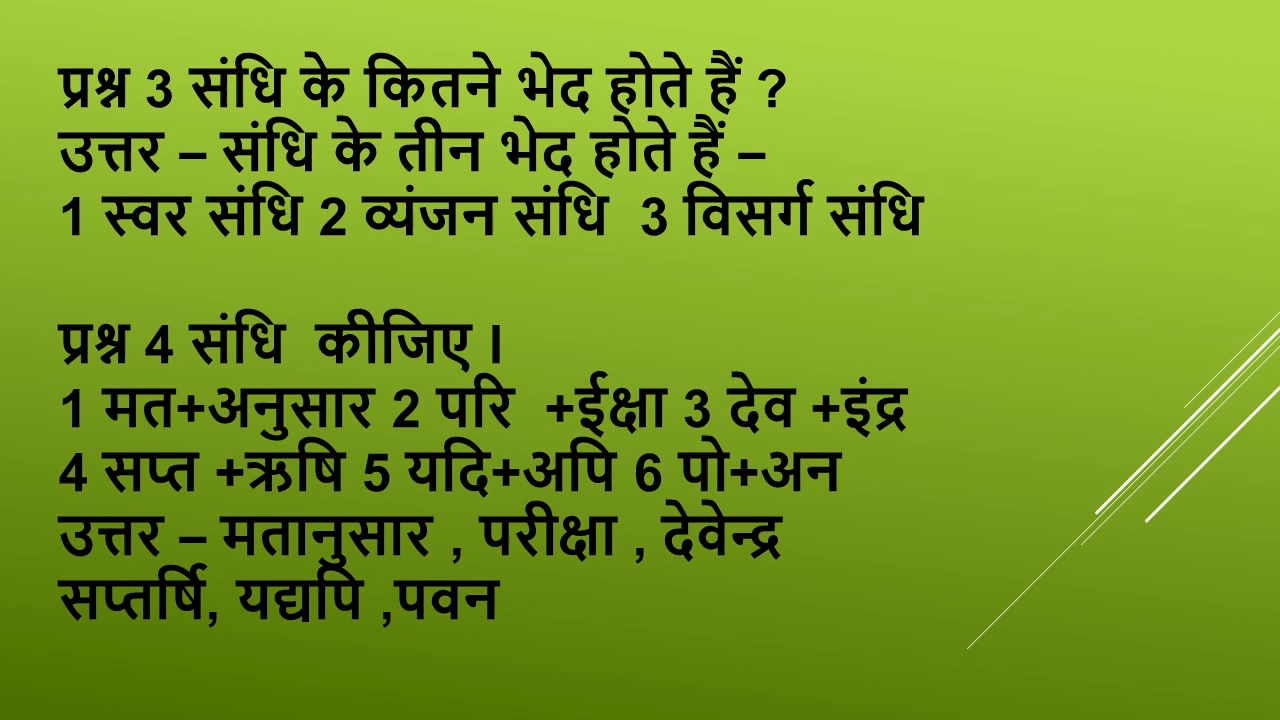 प्रश्न 3 संधि के कितने भेद होते हैं ?
उत्तर – संधि के तीन भेद होते हैं –
1 स्वर संधि 2 व्यंजन संधि 3 विसर्ग संधि
प्रश्न 4 संधि कीजिए ।
1 मत+अनुसार 2 परि +ईक्षा 3 देव +इंद्र
4 सप्त +ऋषि 5 यदि+अपि 6 पो+अन
उत्तर – मतानुसार , परीक्षा , देवेन्द्र
सप्तर्षि, यद्यपि ,पवन